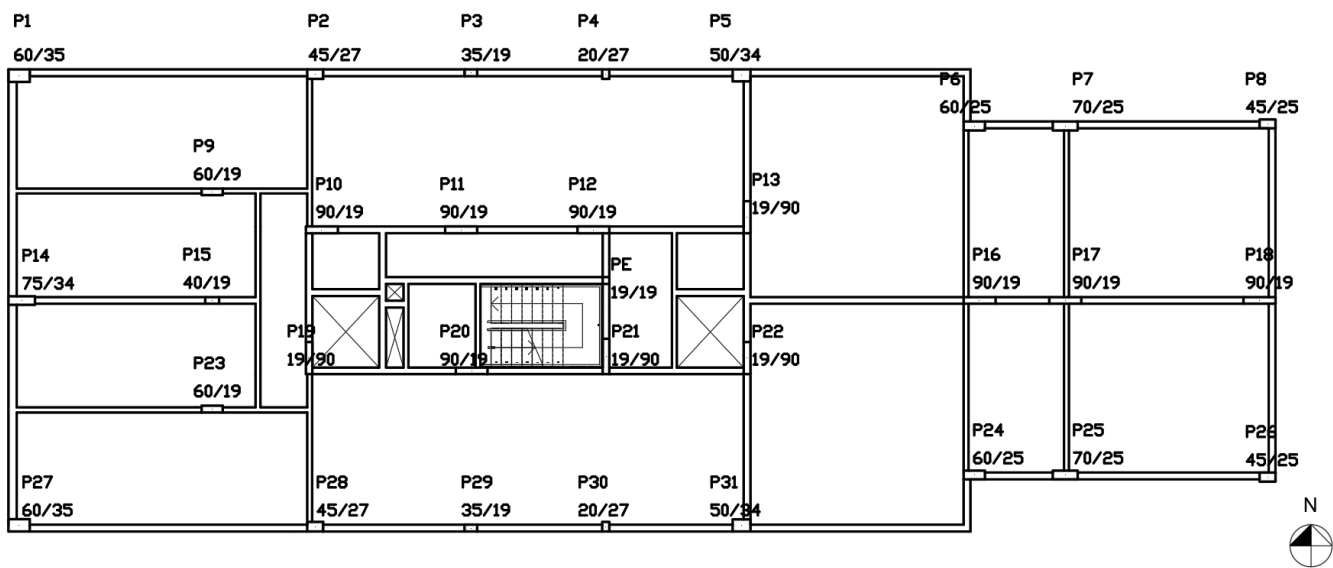 P1
60/35
P2
45/27
P3
35/19
P4
20/27
P5
50/34
P6
60/25
P7
70/25
P8
45/25
P9
60/19
P10
90/19
P11
90/19
P12
90/19
P13
19/90
P14
75/34
P15
40/19
PE
19/19
P16
90/19
P17
90/19
P18
90/19
P19
19/90
P20
90/19
P21
19/90
P22
19/90
P23
60/19
P24
60/25
P25
70/25
P26
45/25
P27
60/35
P28
45/27
P29
35/19
P30
20/27
P31
50/34
N